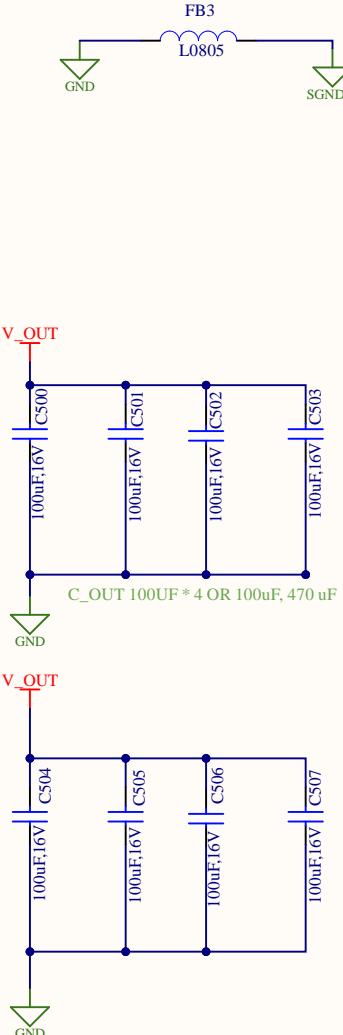 FB3
L0805
GND
SGND
V_OUT
C500
100uF,16V
C501
100uF,16V
C502
100uF,16V
C503
100uF,16V
C_OUT 100UF * 4 OR 100uF, 470 uF
GND
V_OUT
C504
100uF,16V
C505
100uF,16V
C506
100uF,16V
C507
100uF,16V
GND